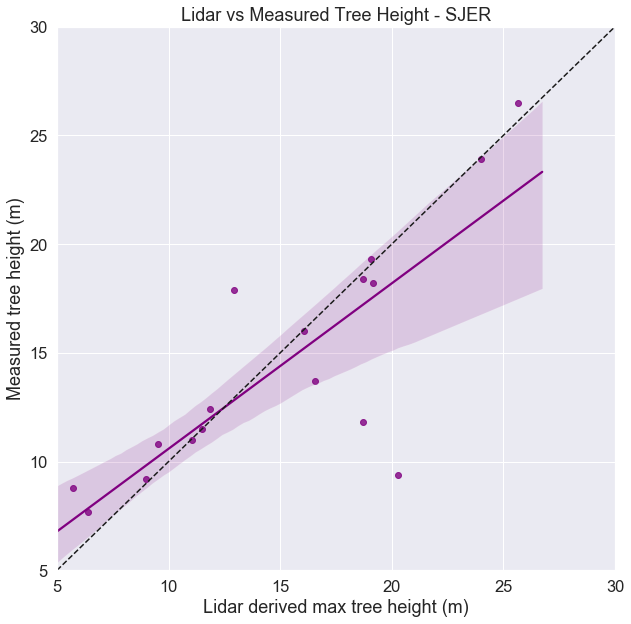 Lidar vs Measured Tree Height - SJER
30
25
20
15
10
5
Measured tree height (m)
5 10 15 20 25 30
Lidar derived max tree height (m)